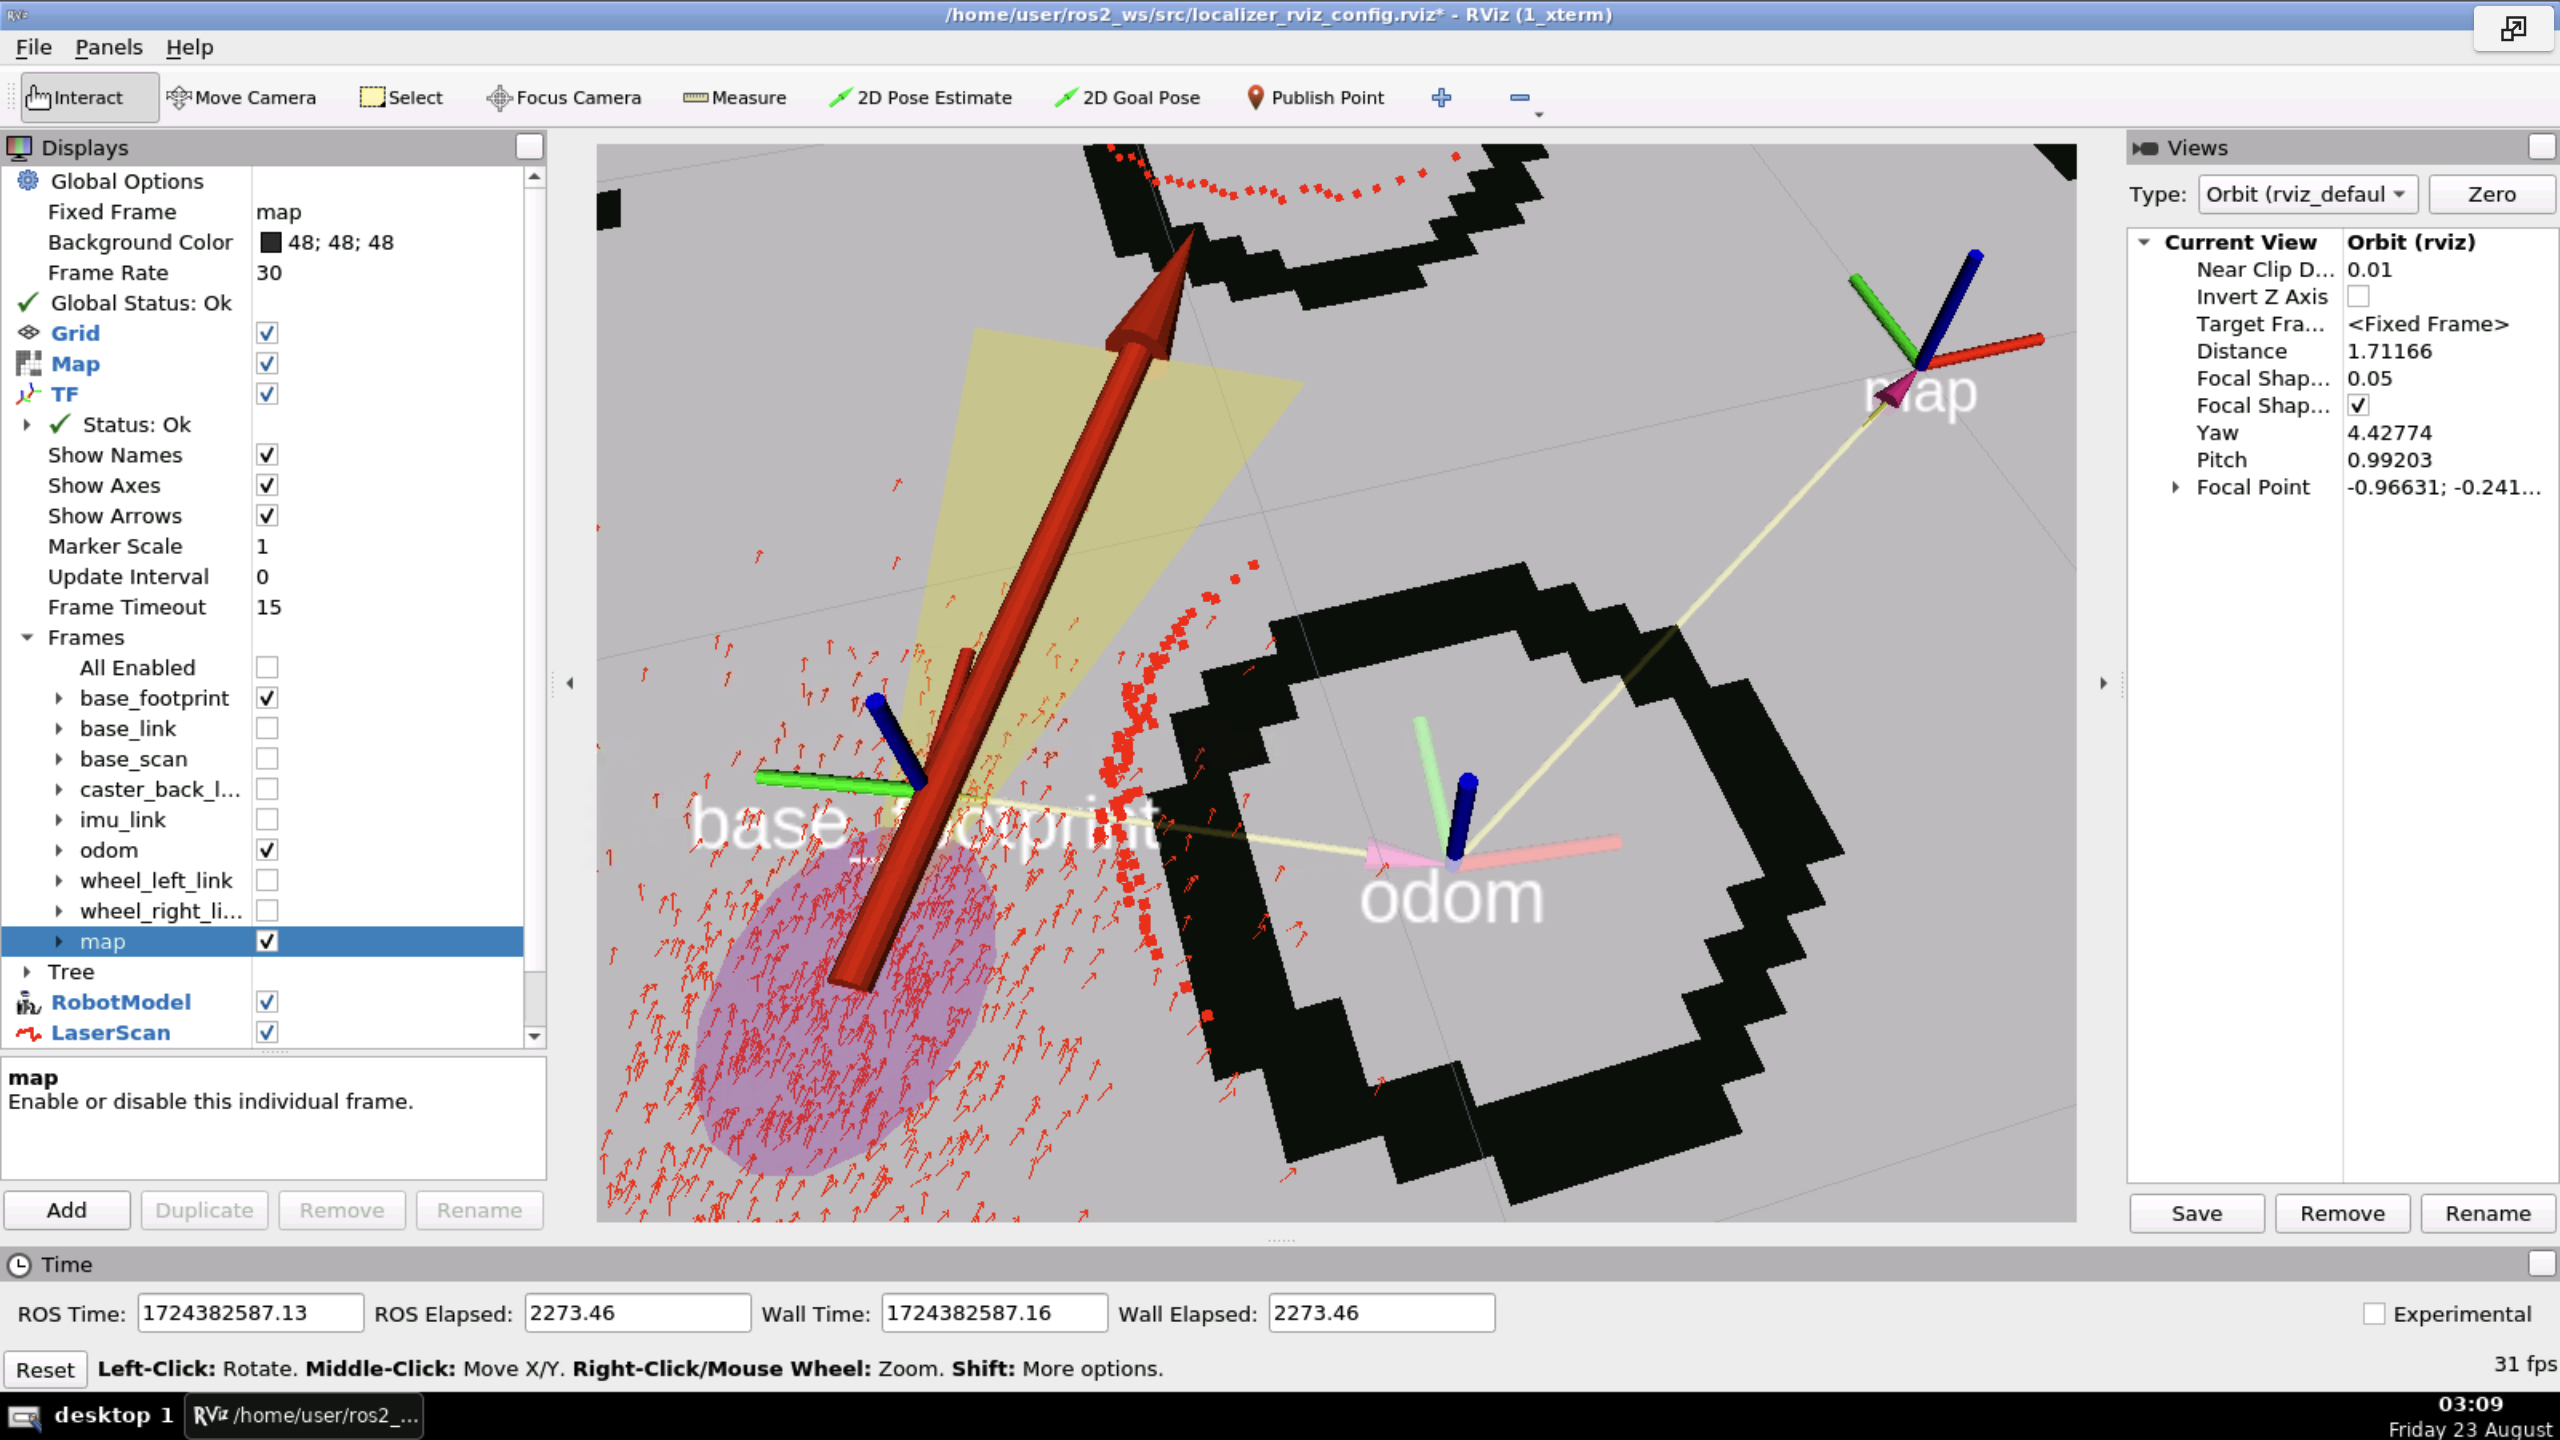 /home/user/ros2_ws/src/localizer_rviz_config.rviz* - RViz (1_xterm)
File Panels Help
Interact Move Camera Select Focus Camera Measure 2D Pose Estimate 2D Goal Pose Publish Point
Displays
Global Options
Fixed Frame map
Background Color 48; 48; 48
Frame Rate 30
Global Status: Ok
Grid
Map
TF
Status: Ok
Show Names
Show Axes
Show Arrows
Marker Scale 1
Update Interval 0
Frame Timeout 15
Frames
All Enabled
base_footprint
base_link
base_scan
caster_back_l...
imu_link
odom
wheel_left_link
wheel_right_li...
map
Tree
RobotModel
LaserScan
map
Enable or disable this individual frame.
Add Duplicate Remove Rename
map
base_footprint
odom
Views
Type: Orbit (rviz_defaul Zero
Current View Orbit (rviz)
Near Clip D... 0.01
Invert Z Axis
Target Fra... <Fixed Frame>
Distance 1.71166
Focal Shap... 0.05
Focal Shap...
Yaw 4.42774
Pitch 0.99203
Focal Point -0.96631; -0.241...
Save Remove Rename
Time
ROS Time: 1724382587.13 ROS Elapsed: 2273.46 Wall Time: 1724382587.16 Wall Elapsed: 2273.46 Experimental
Reset Left-Click: Rotate. Middle-Click: Move X/Y. Right-Click/Mouse Wheel: Zoom. Shift: More options. 31 fps
desktop 1 RViz /home/user/ros2_... 03:09
Friday 23 August